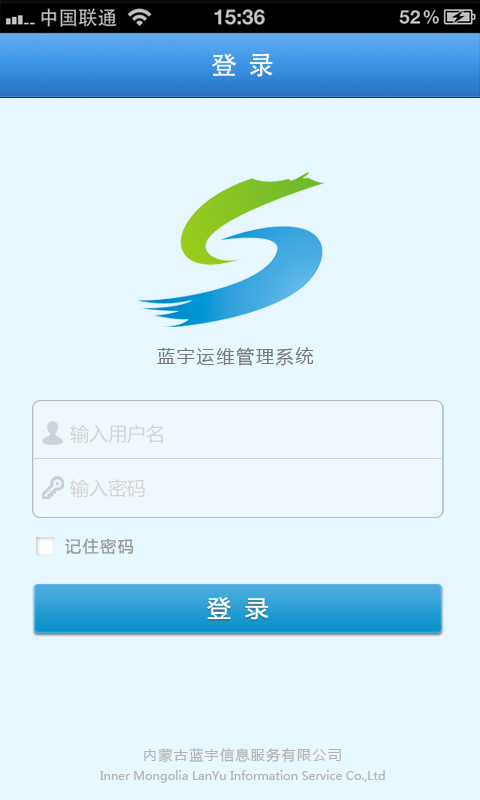 中国联通 15:36 52%
登 录
蓝宇运维管理系统
输入用户名
输入密码
记住密码
登 录
内蒙古蓝宇信息服务有限公司
Inner Mongolia LanYu Information Service Co.,Ltd